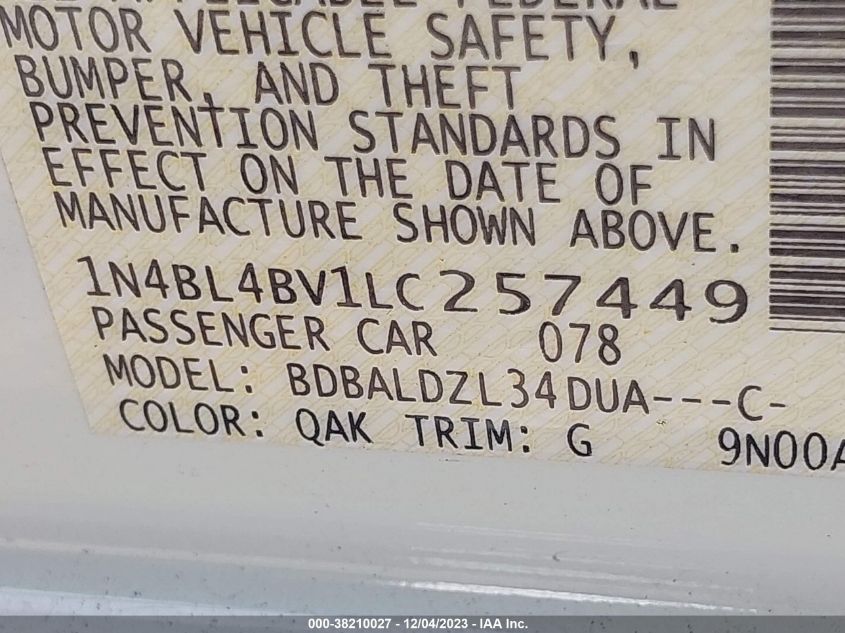 MOTOR VEHICLE SAFETY,
BUMPER, AND THEFT
PREVENTION STANDARDS IN
EFFECT ON THE DATE OF
MANUFACTURE SHOWN ABOVE.
1N4BL4BV1LC257449
PASSENGER CAR 078
MODEL: BDBALDZL34DUA---C-
COLOR: QAK TRIM: G 9N00A
000-38210027 - 12/04/2023 - IAA Inc.